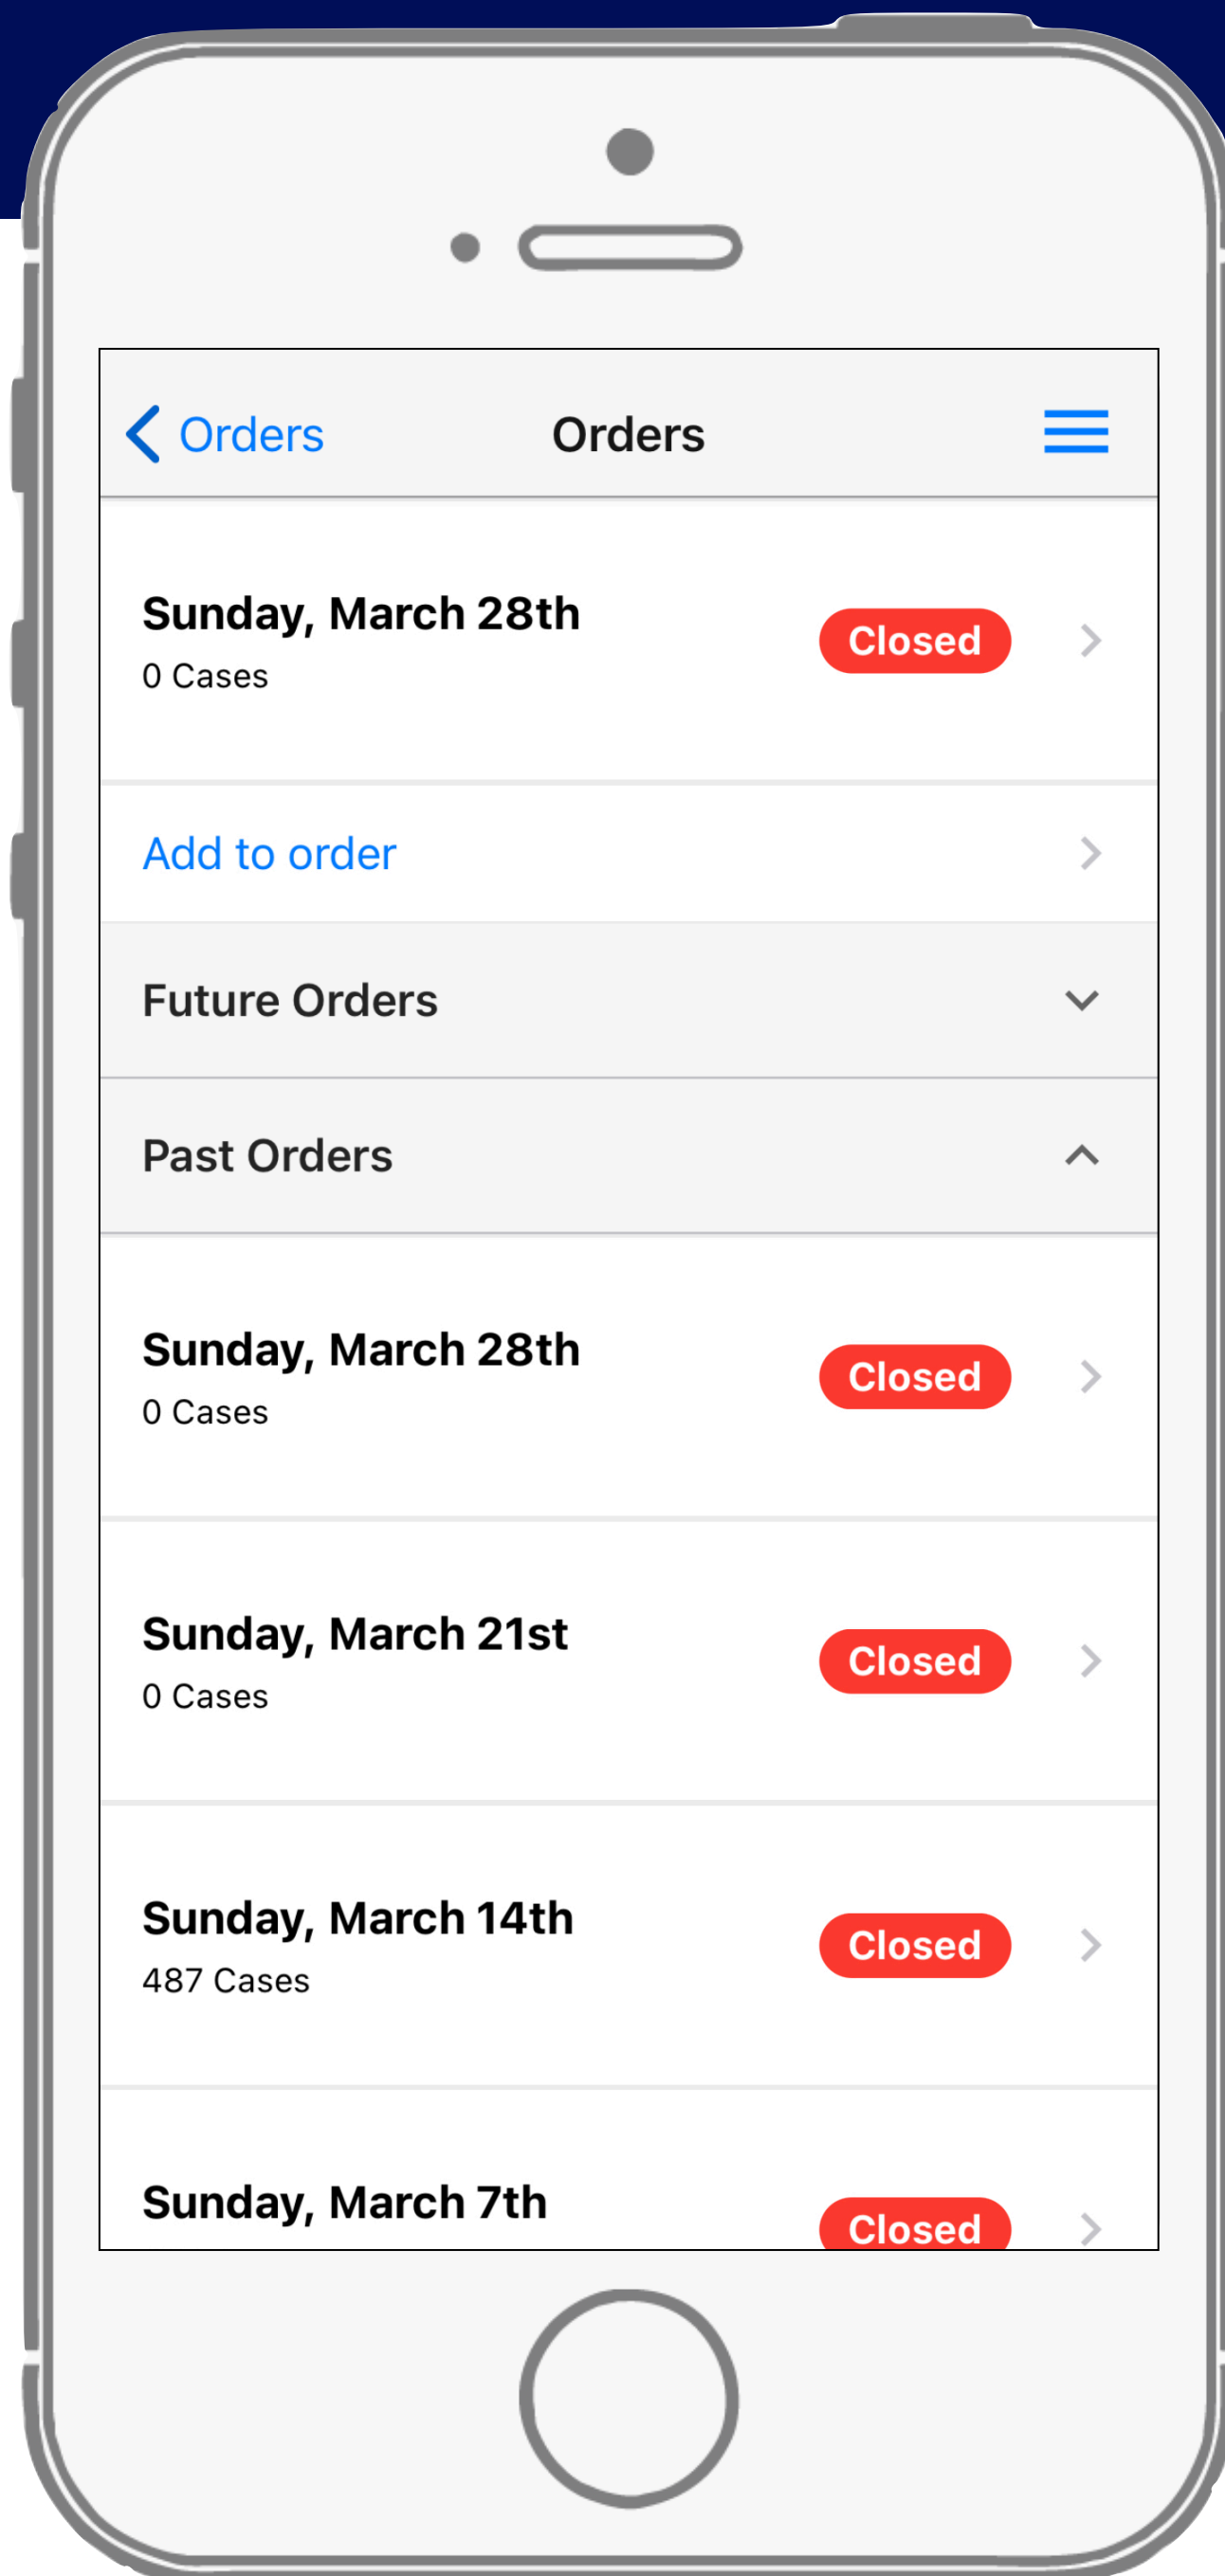 Orders
Orders
Sunday, March 28th
Closed
0 Cases
Add to order
Future Orders
Past Orders
Sunday, March 28th
Closed
0 Cases
Sunday, March 21st
Closed
0 Cases
Sunday, March 14th
Closed
487 Cases
Sunday, March 7th
Closed